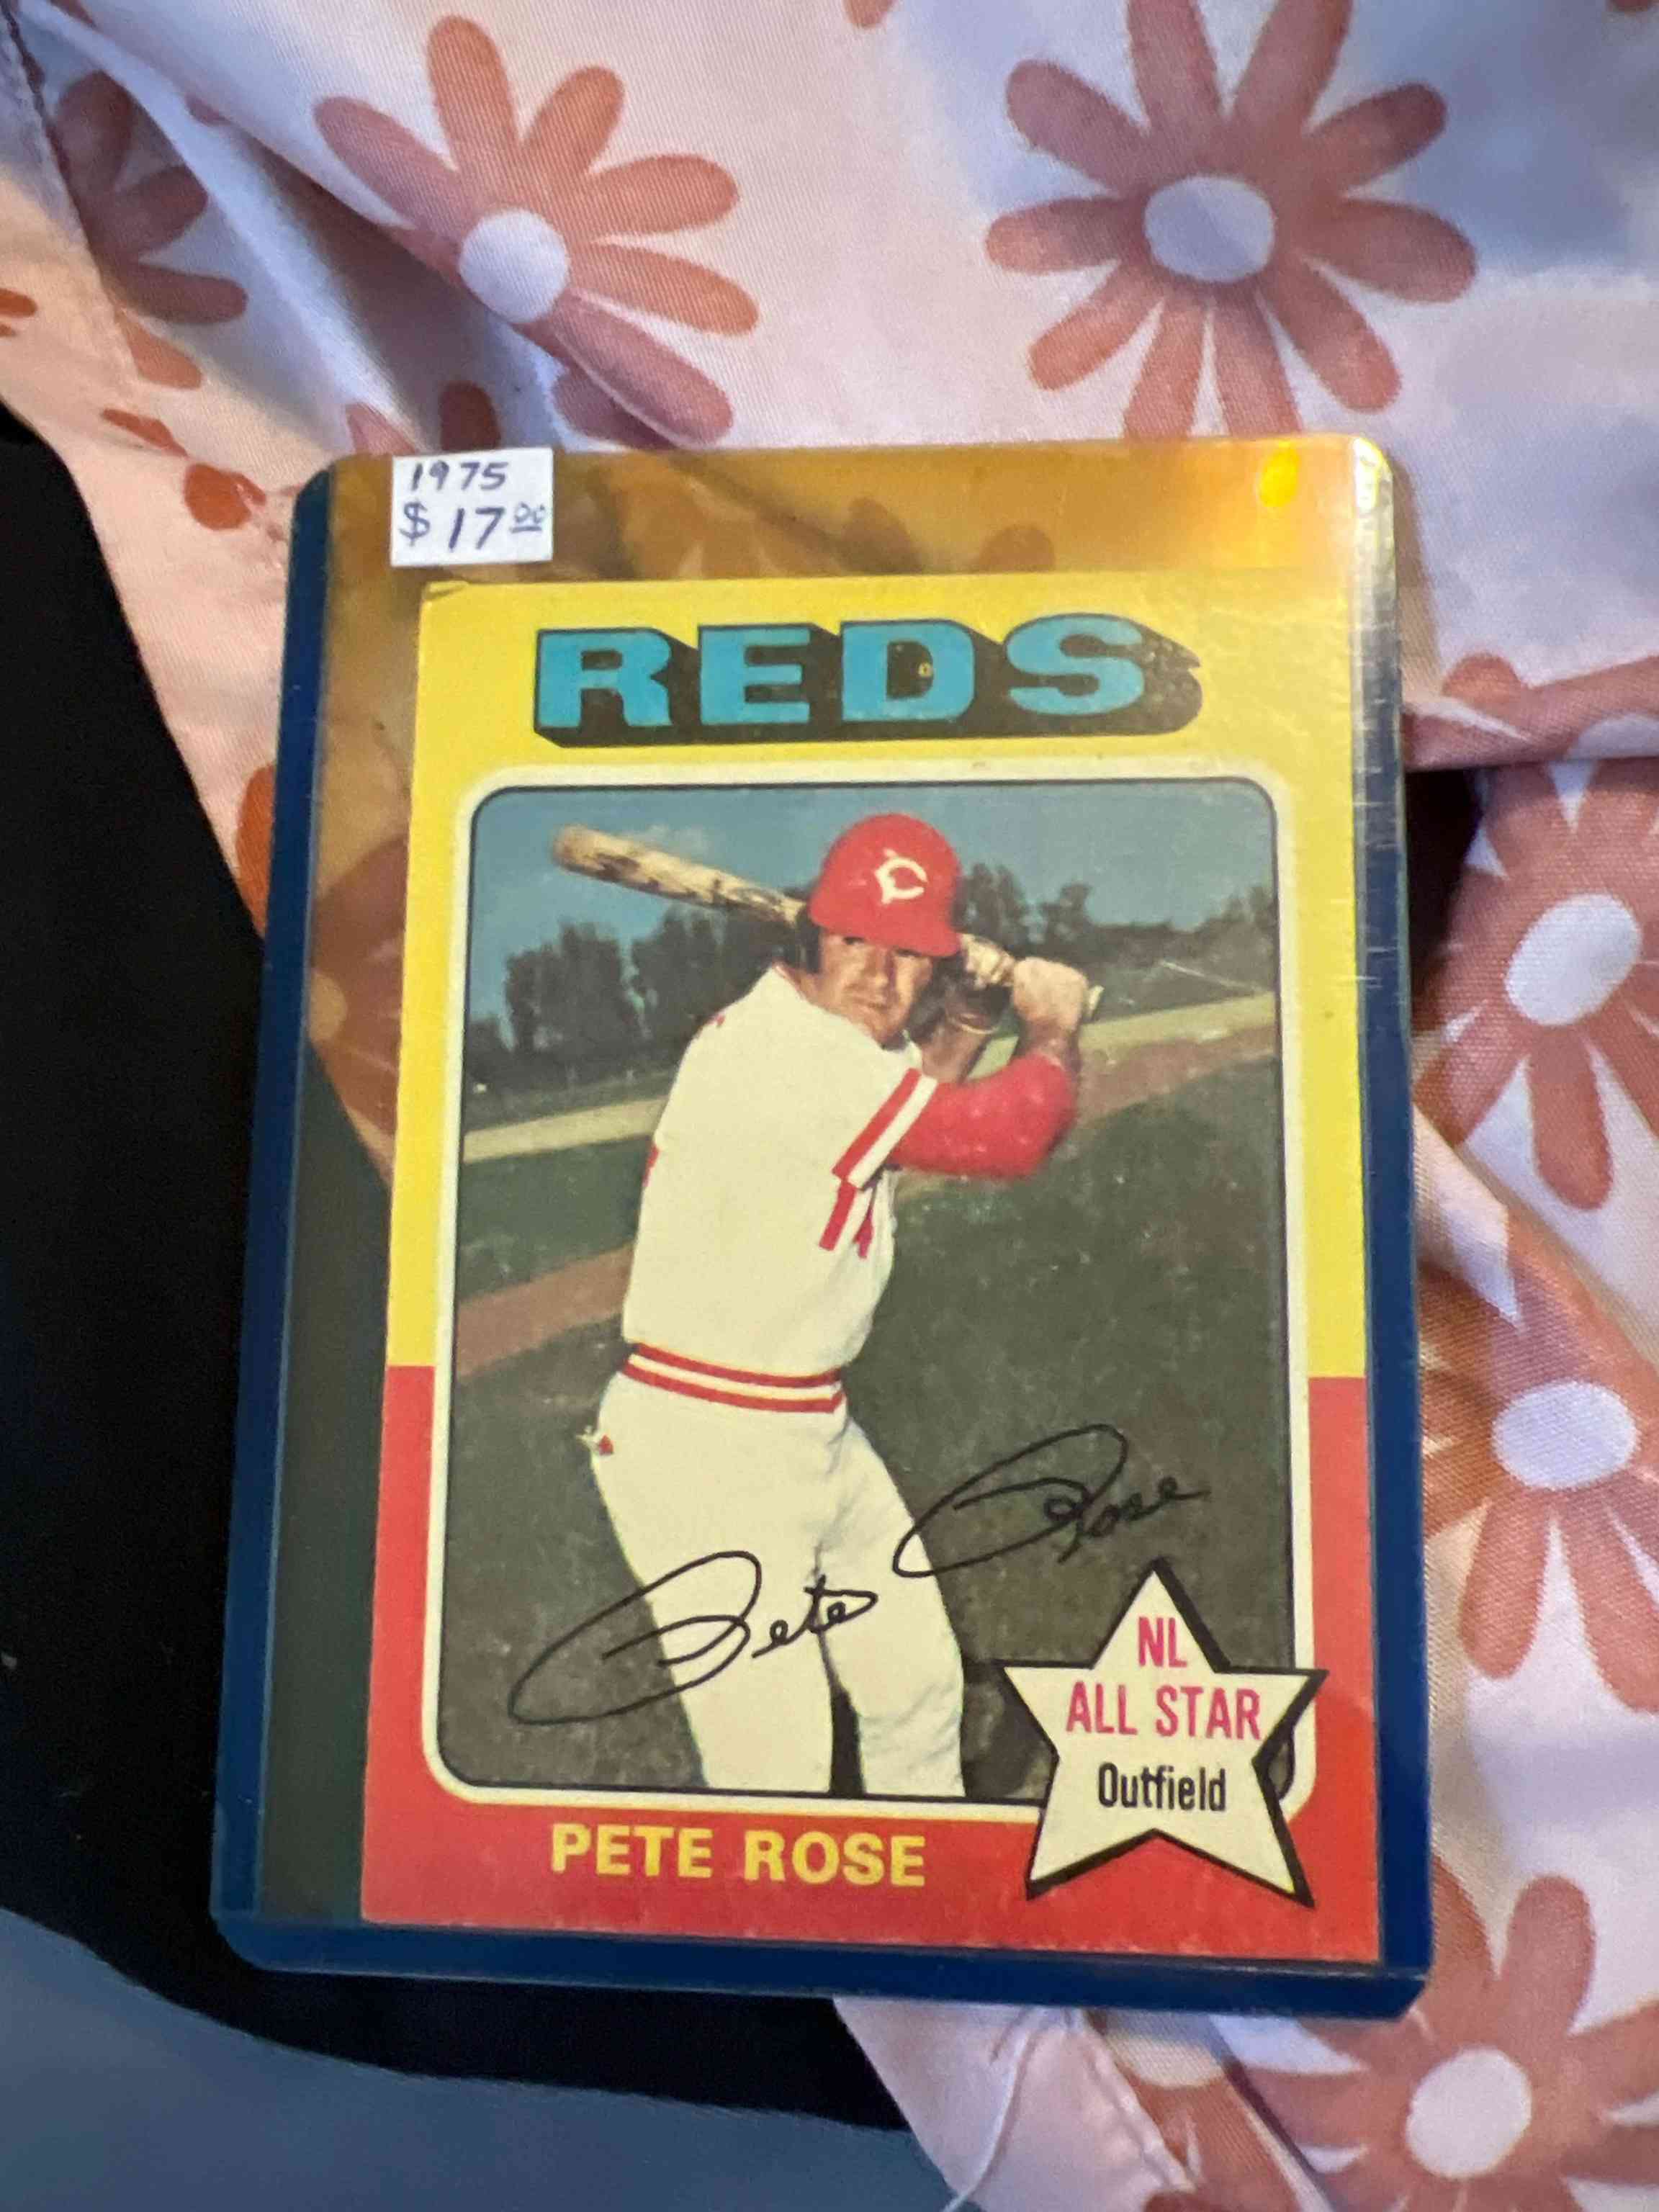 1975
$17.00
REDS
C
Pete Rose
NL
ALL STAR
Outfield
PETE ROSE